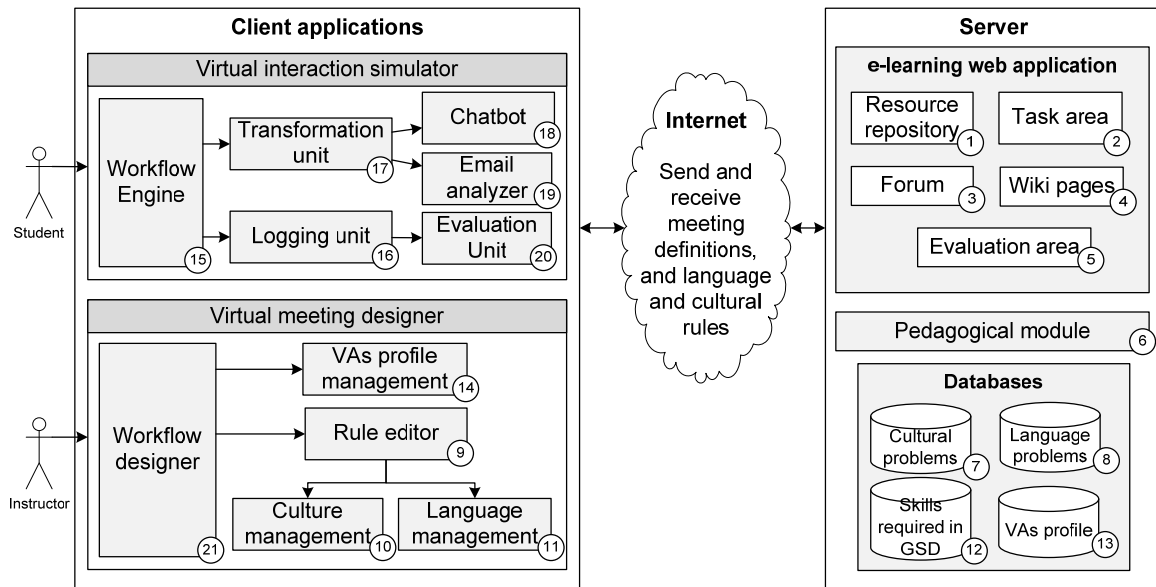 Client applications
Virtual interaction simulator
Workflow
Engine
15
Transformation
unit
17
Chatbot
18
Email
analyzer
19
Logging unit
16
Evaluation
Unit
20
Student
Virtual meeting designer
Workflow
designer
21
VAs profile
management
14
Rule editor
9
Culture
management
10
Language
management
11
Instructor
Internet
Send and
receive
meeting
definitions,
and language
and cultural
rules
Server
e-learning web application
Resource
repository
1
Task area
2
Forum
3
Wiki pages
4
Evaluation area
5
Pedagogical module
6
Databases
Cultural
problems
7
Language
problems
8
Skills
required in
GSD
12
VAs profile
13